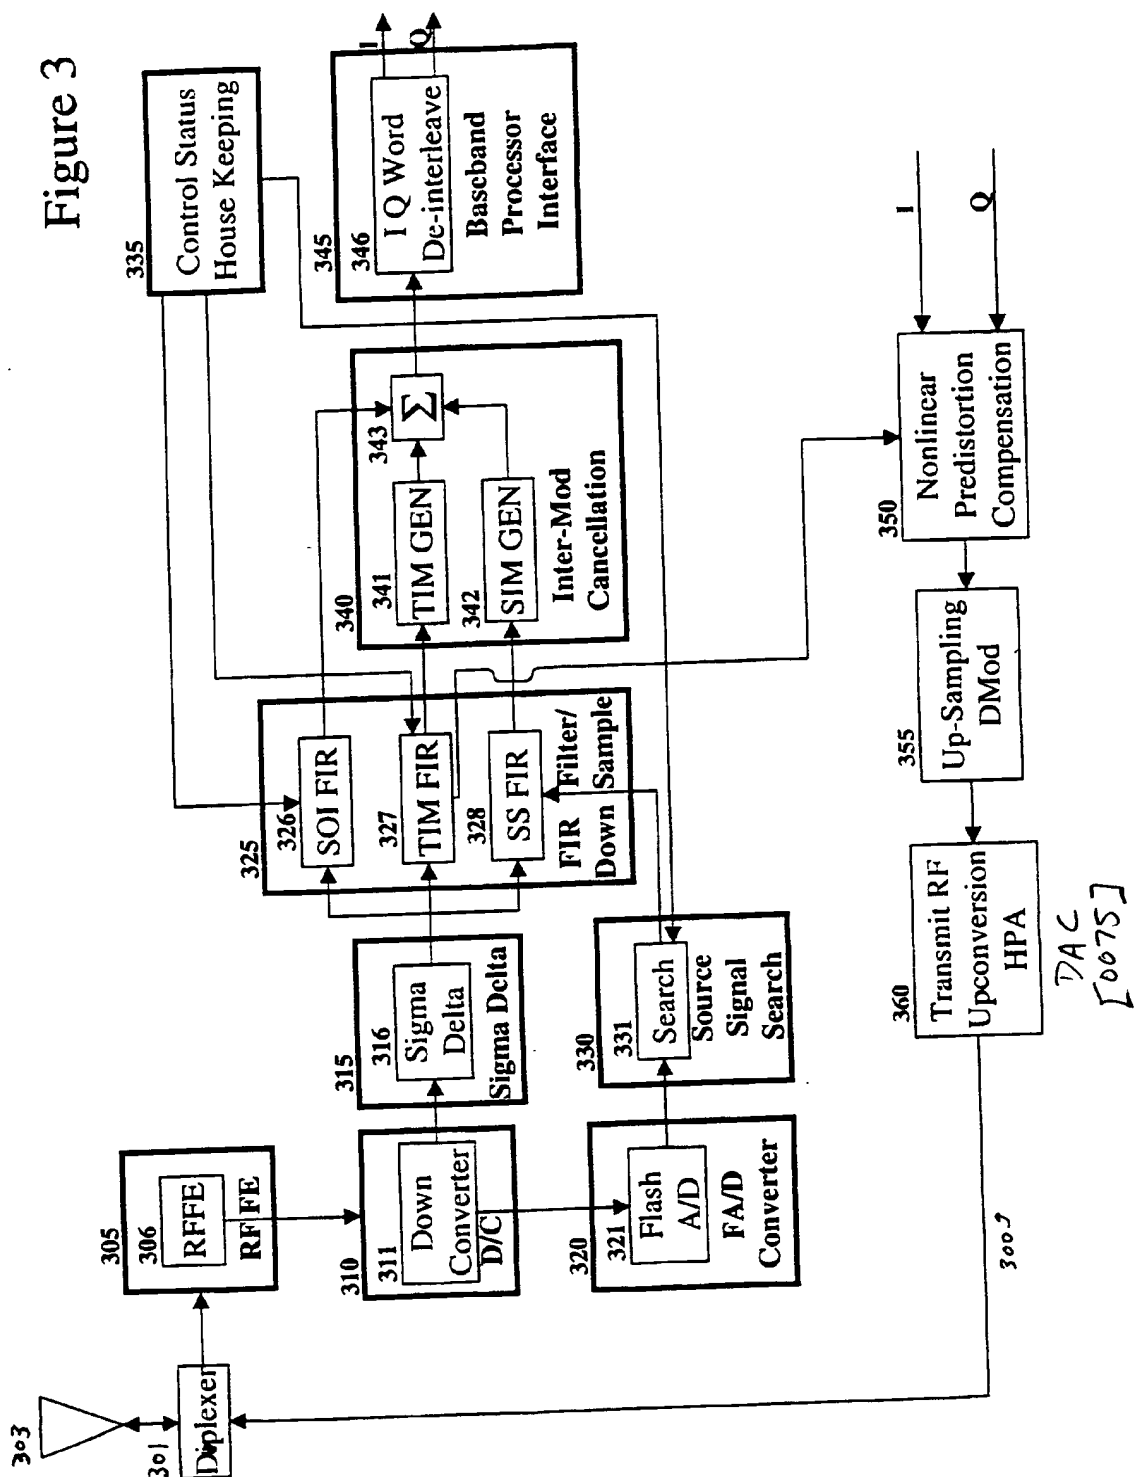 Figure 3
303
301
Diplexer
305
306
RFFE
RF FE
310
311
Down
Converter
D/C
315
316
Sigma
Delta
Sigma Delta
320
321
Flash
A/D
FA/D
Converter
325
326
SOI FIR
327
TIM FIR
328
SS FIR
FIR Filter/
Down Sample
330
331
Search
Source
Signal
Search
335
Control Status
House Keeping
340
341
TIM GEN
342
SIM GEN
343
Σ
Inter-Mod
Cancellation
345
346
I Q Word
De-interleave
Baseband
Processor
Interface
I
Q
I
Q
350
Nonlinear
Predistortion
Compensation
355
Up-Sampling
DMod
360
Transmit RF
Upconversion
HPA
DAC
[0075]